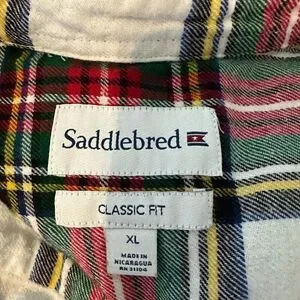 Saddlebred
CLASSIC FIT
XL
MADE IN
NICARAGUA
RN 31104